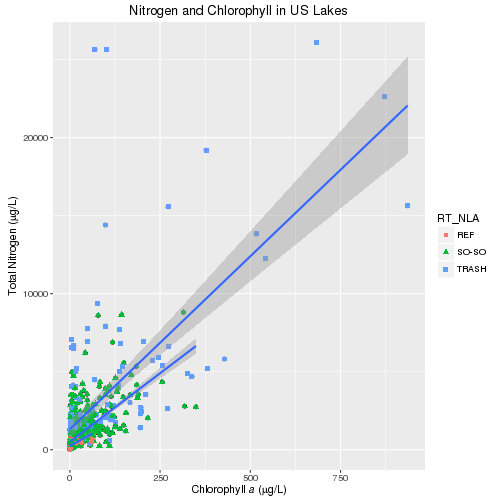 Nitrogen and Chlorophyll in US Lakes
Total Nitrogen (µg/L)
20000
10000
0
0
250
500
750
Chlorophyll a (µg/L)
RT_NLA
REF
SO-SO
TRASH